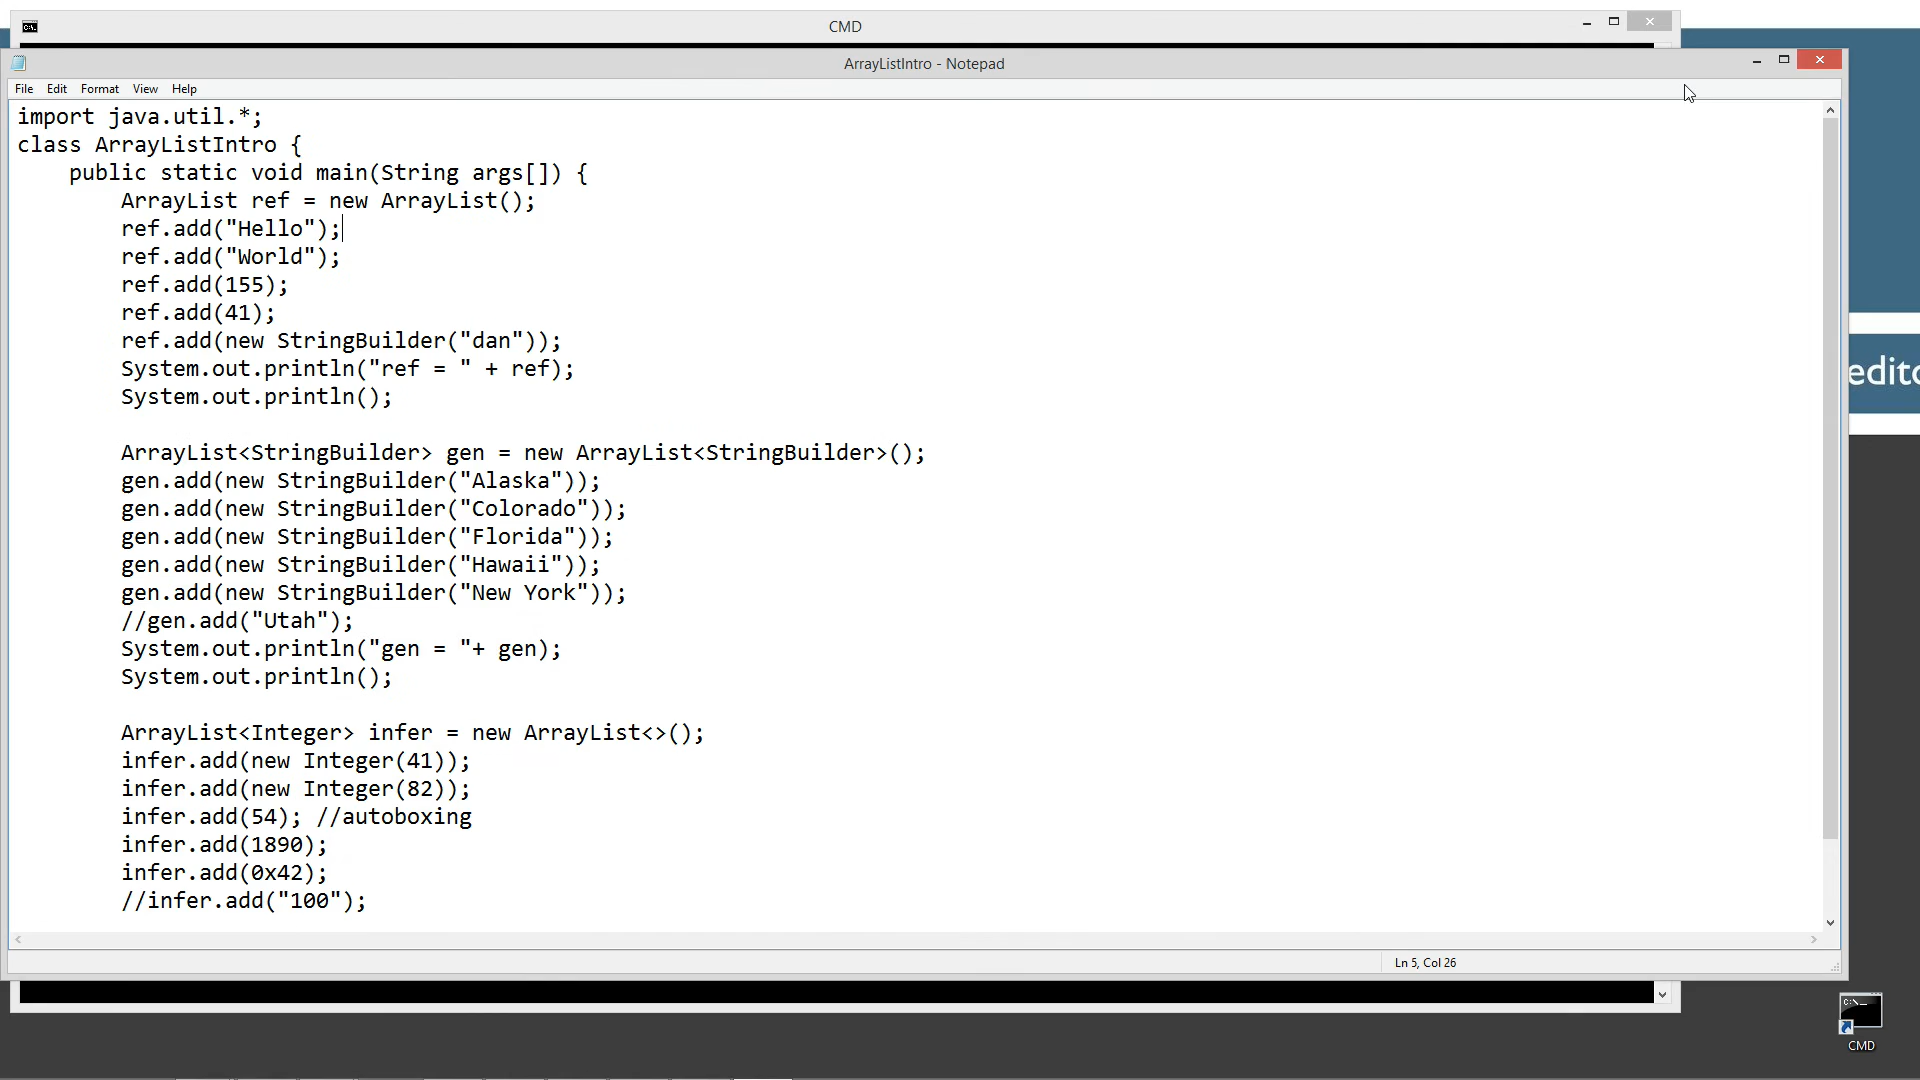 CMD
ArrayListIntro - Notepad
File Edit Format View Help
import java.util.*;
class ArrayListIntro {
    public static void main(String args[]) {
        ArrayList ref = new ArrayList();
        ref.add("Hello");
        ref.add("World");
        ref.add(155);
        ref.add(41);
        ref.add(new StringBuilder("dan"));
        System.out.println("ref = " + ref);
        System.out.println();

        ArrayList<StringBuilder> gen = new ArrayList<StringBuilder>();
        gen.add(new StringBuilder("Alaska"));
        gen.add(new StringBuilder("Colorado"));
        gen.add(new StringBuilder("Florida"));
        gen.add(new StringBuilder("Hawaii"));
        gen.add(new StringBuilder("New York"));
        //gen.add("Utah");
        System.out.println("gen = "+ gen);
        System.out.println();

        ArrayList<Integer> infer = new ArrayList<>();
        infer.add(new Integer(41));
        infer.add(new Integer(82));
        infer.add(54); //autoboxing
        infer.add(1890);
        infer.add(0x42);
        //infer.add("100");
Ln 5, Col 26
CMD